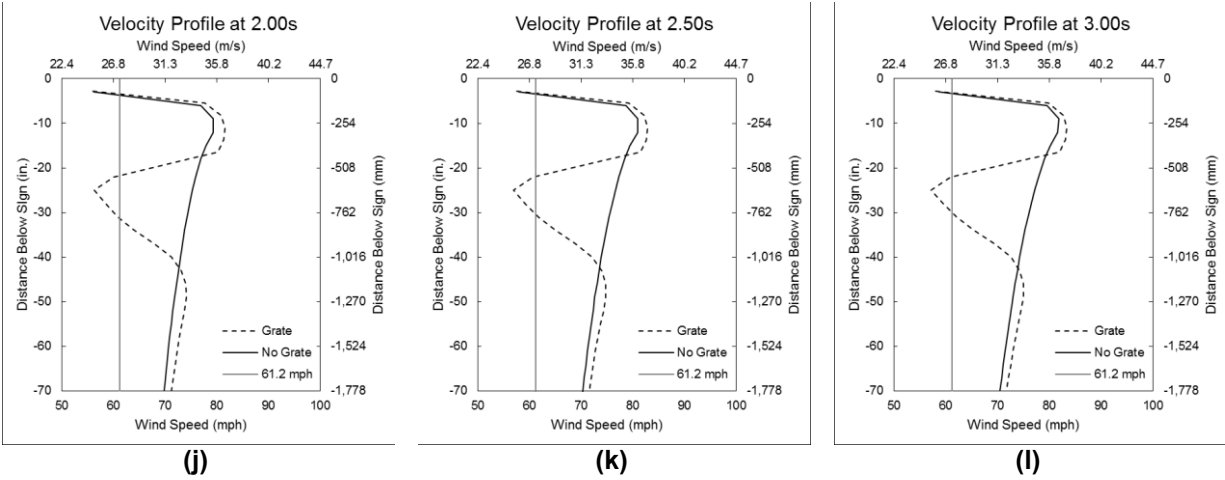 Velocity Profile at 2.00s
Wind Speed (m/s)
22.4 26.8 31.3 35.8 40.2 44.7
0 0
-10 -254
-20 -508
-30 -762
-40 -1,016
-50 -1,270
-60 -1,524
-70 -1,778
Distance Below SIgn (in.)
Distance Below Sign (mm)
Grate
No Grate
61.2 mph
50 60 70 80 90 100
Wind Speed (mph)
(j)
Velocity Profile at 2.50s
Wind Speed (m/s)
22.4 26.8 31.3 35.8 40.2 44.7
0 0
-10 -254
-20 -508
-30 -762
-40 -1,016
-50 -1,270
-60 -1,524
-70 -1,778
Distance Below SIgn (in.)
Distance Below Sign (mm)
Grate
No Grate
61.2 mph
50 60 70 80 90 100
Wind Speed (mph)
(k)
Velocity Profile at 3.00s
Wind Speed (m/s)
22.4 26.8 31.3 35.8 40.2 44.7
0 0
-10 -254
-20 -508
-30 -762
-40 -1,016
-50 -1,270
-60 -1,524
-70 -1,778
Distance Below SIgn (in.)
Distance Below Sign (mm)
Grate
No Grate
61.2 mph
50 60 70 80 90 100
Wind Speed (mph)
(l)